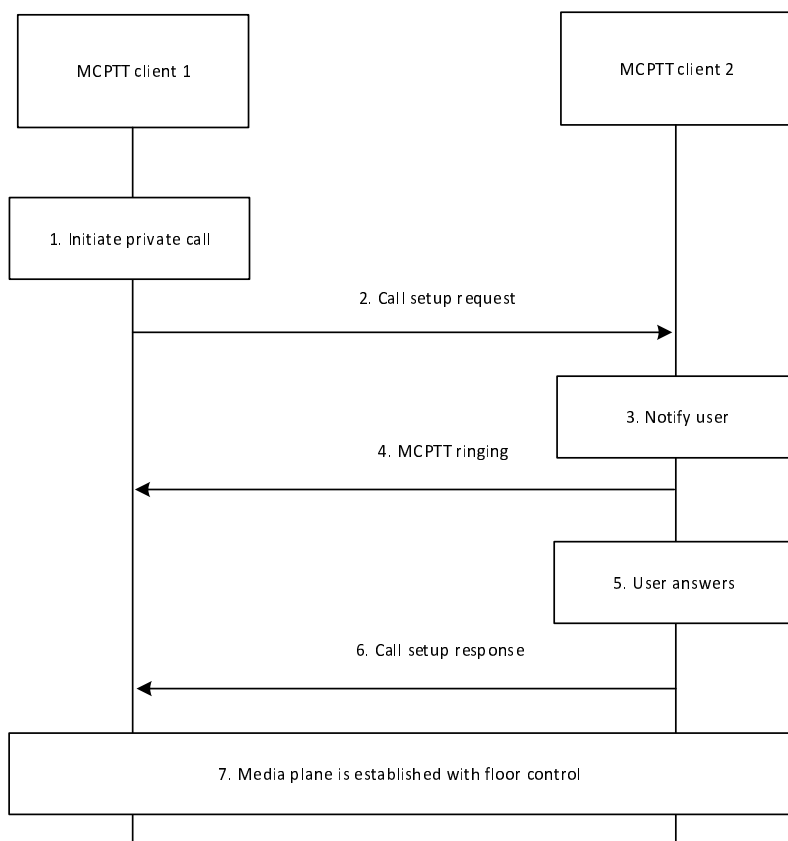 MCPTT client 1
MCPTT client 2
1. Initiate private call
2. Call setup request
3. Notify user
4. MCPTT ringing
5. User answers
6. Call setup response
7. Media plane is established with floor control